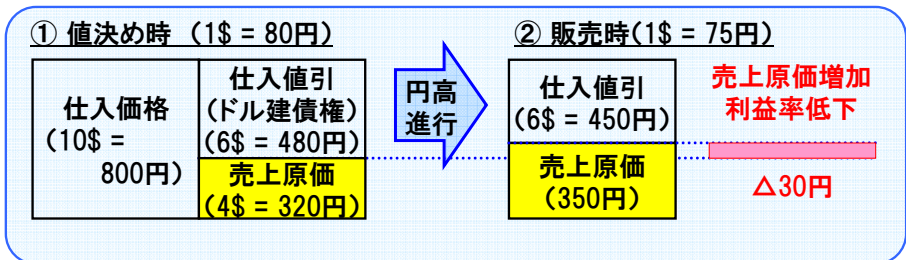 ① 値決め時 (1$ = 80円)
② 販売時(1$ = 75円)
仕入価格
(10$ =
800円)
仕入値引
(ドル建債権)
(6$ = 480円)
売上原価
(4$ = 320円)
円高
進行
仕入値引
(6$ = 450円)
売上原価
(350円)
売上原価増加
利益率低下
△30円